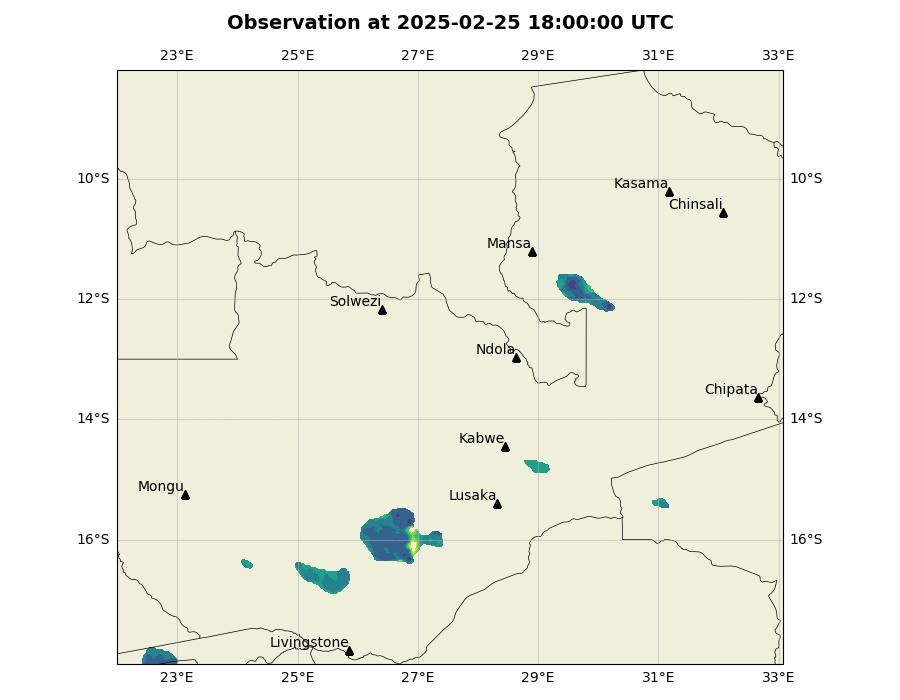 Observation at 2025-02-25 18:00:00 UTC
23°E 25°E 27°E 29°E 31°E 33°E
10°S 10°S
Kasama
Chinsali
Mansa
12°S 12°S
Solwezi
Ndola
Chipata
14°S 14°S
Kabwe
Mongu
Lusaka
16°S 16°S
Livingstone
23°E 25°E 27°E 29°E 31°E 33°E